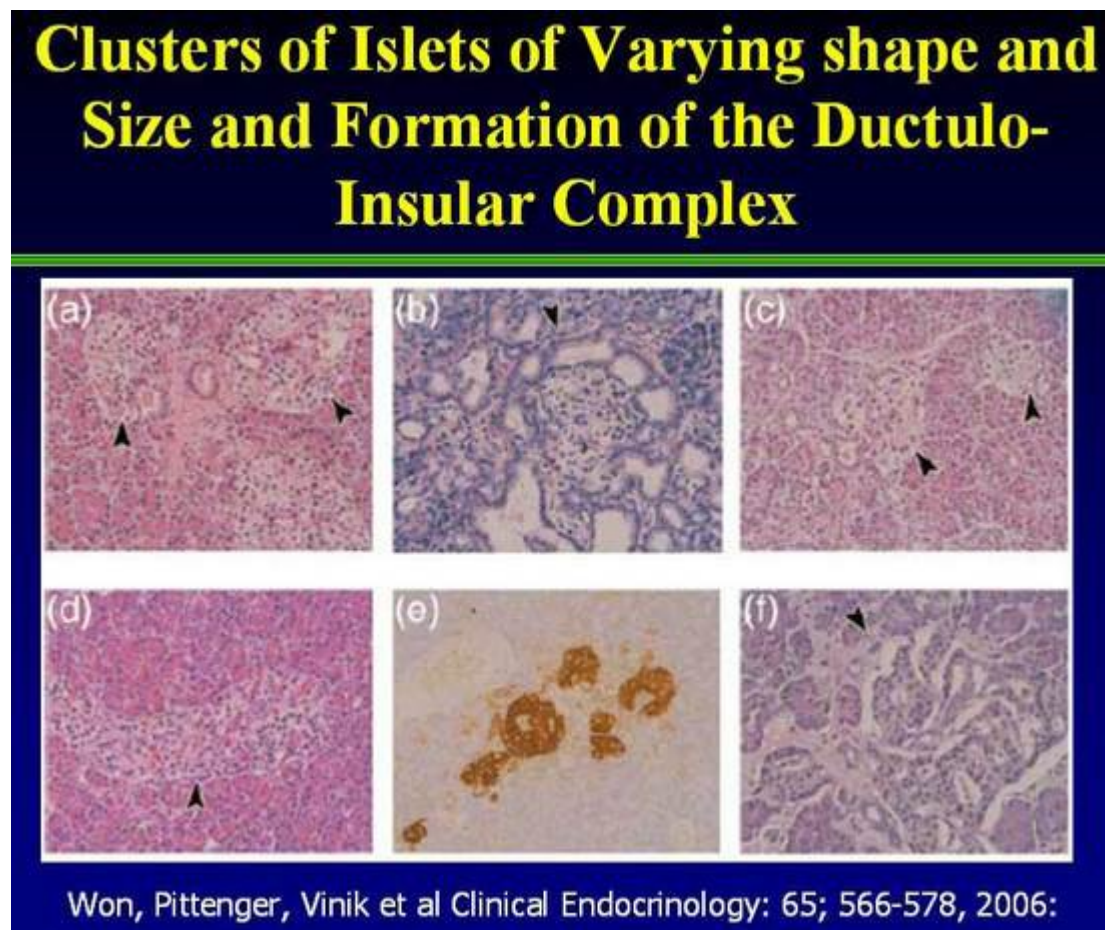 Clusters of Islets of Varying shape and
Size and Formation of the Ductulo-
Insular Complex
(a)
(b)
(c)
(d)
(e)
(f)
Won, Pittenger, Vinik et al Clinical Endocrinology: 65; 566-578, 2006: